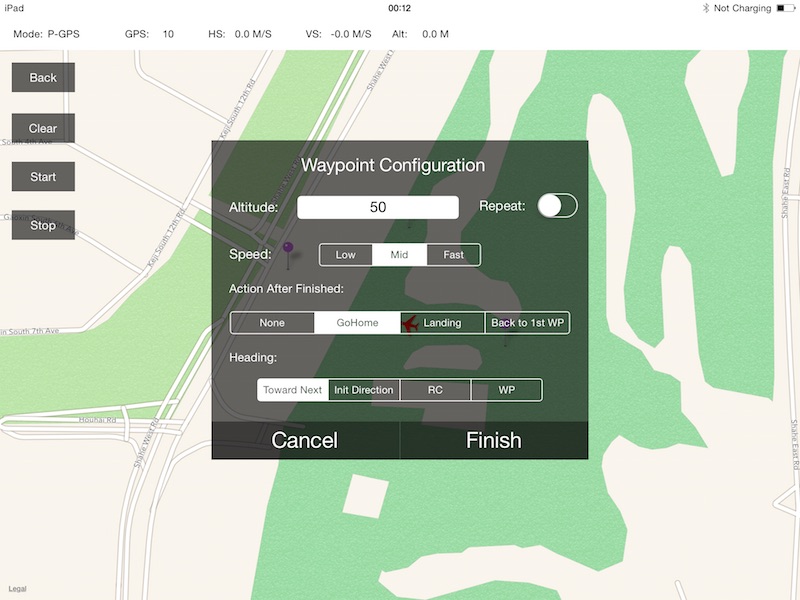 iPad 00:12 Not Charging
Mode: P-GPS GPS: 10 HS: 0.0 M/S VS: -0.0 M/S Alt: 0.0 M
Back
Keji South 12th Rd
Shahe West Rd
Clear
South 4th Ave
Waypoint Configuration
Start
Shahe East Rd
Altitude: 50 Repeat:
Stop
Keji South 12th Rd
Speed: Low Mid Fast
Action After Finished:
None GoHome Landing Back to 1st WP
in South 7th Ave
Heading:
Toward Next Init Direction RC WP
Houhai Rd
Shahe West Rd
Shahe East Rd
Cancel Finish
Legal